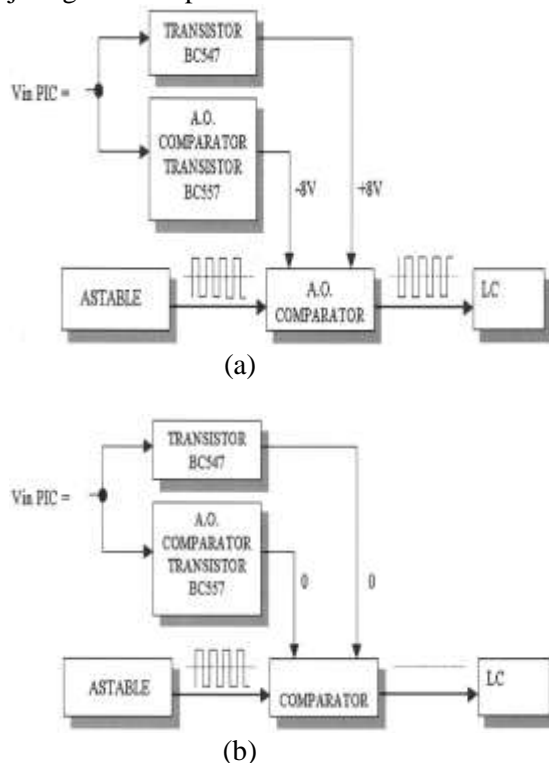 TRANSISTOR
BC547
Vin PIC =
A.O.
COMPARATOR
TRANSISTOR
BC557
-8V
+8V
ASTABLE
A.O.
COMPARATOR
LC
(a)
TRANSISTOR
BC547
Vin PIC =
A.O.
COMPARATOR
TRANSISTOR
BC557
0
0
ASTABLE
COMPARATOR
LC
(b)